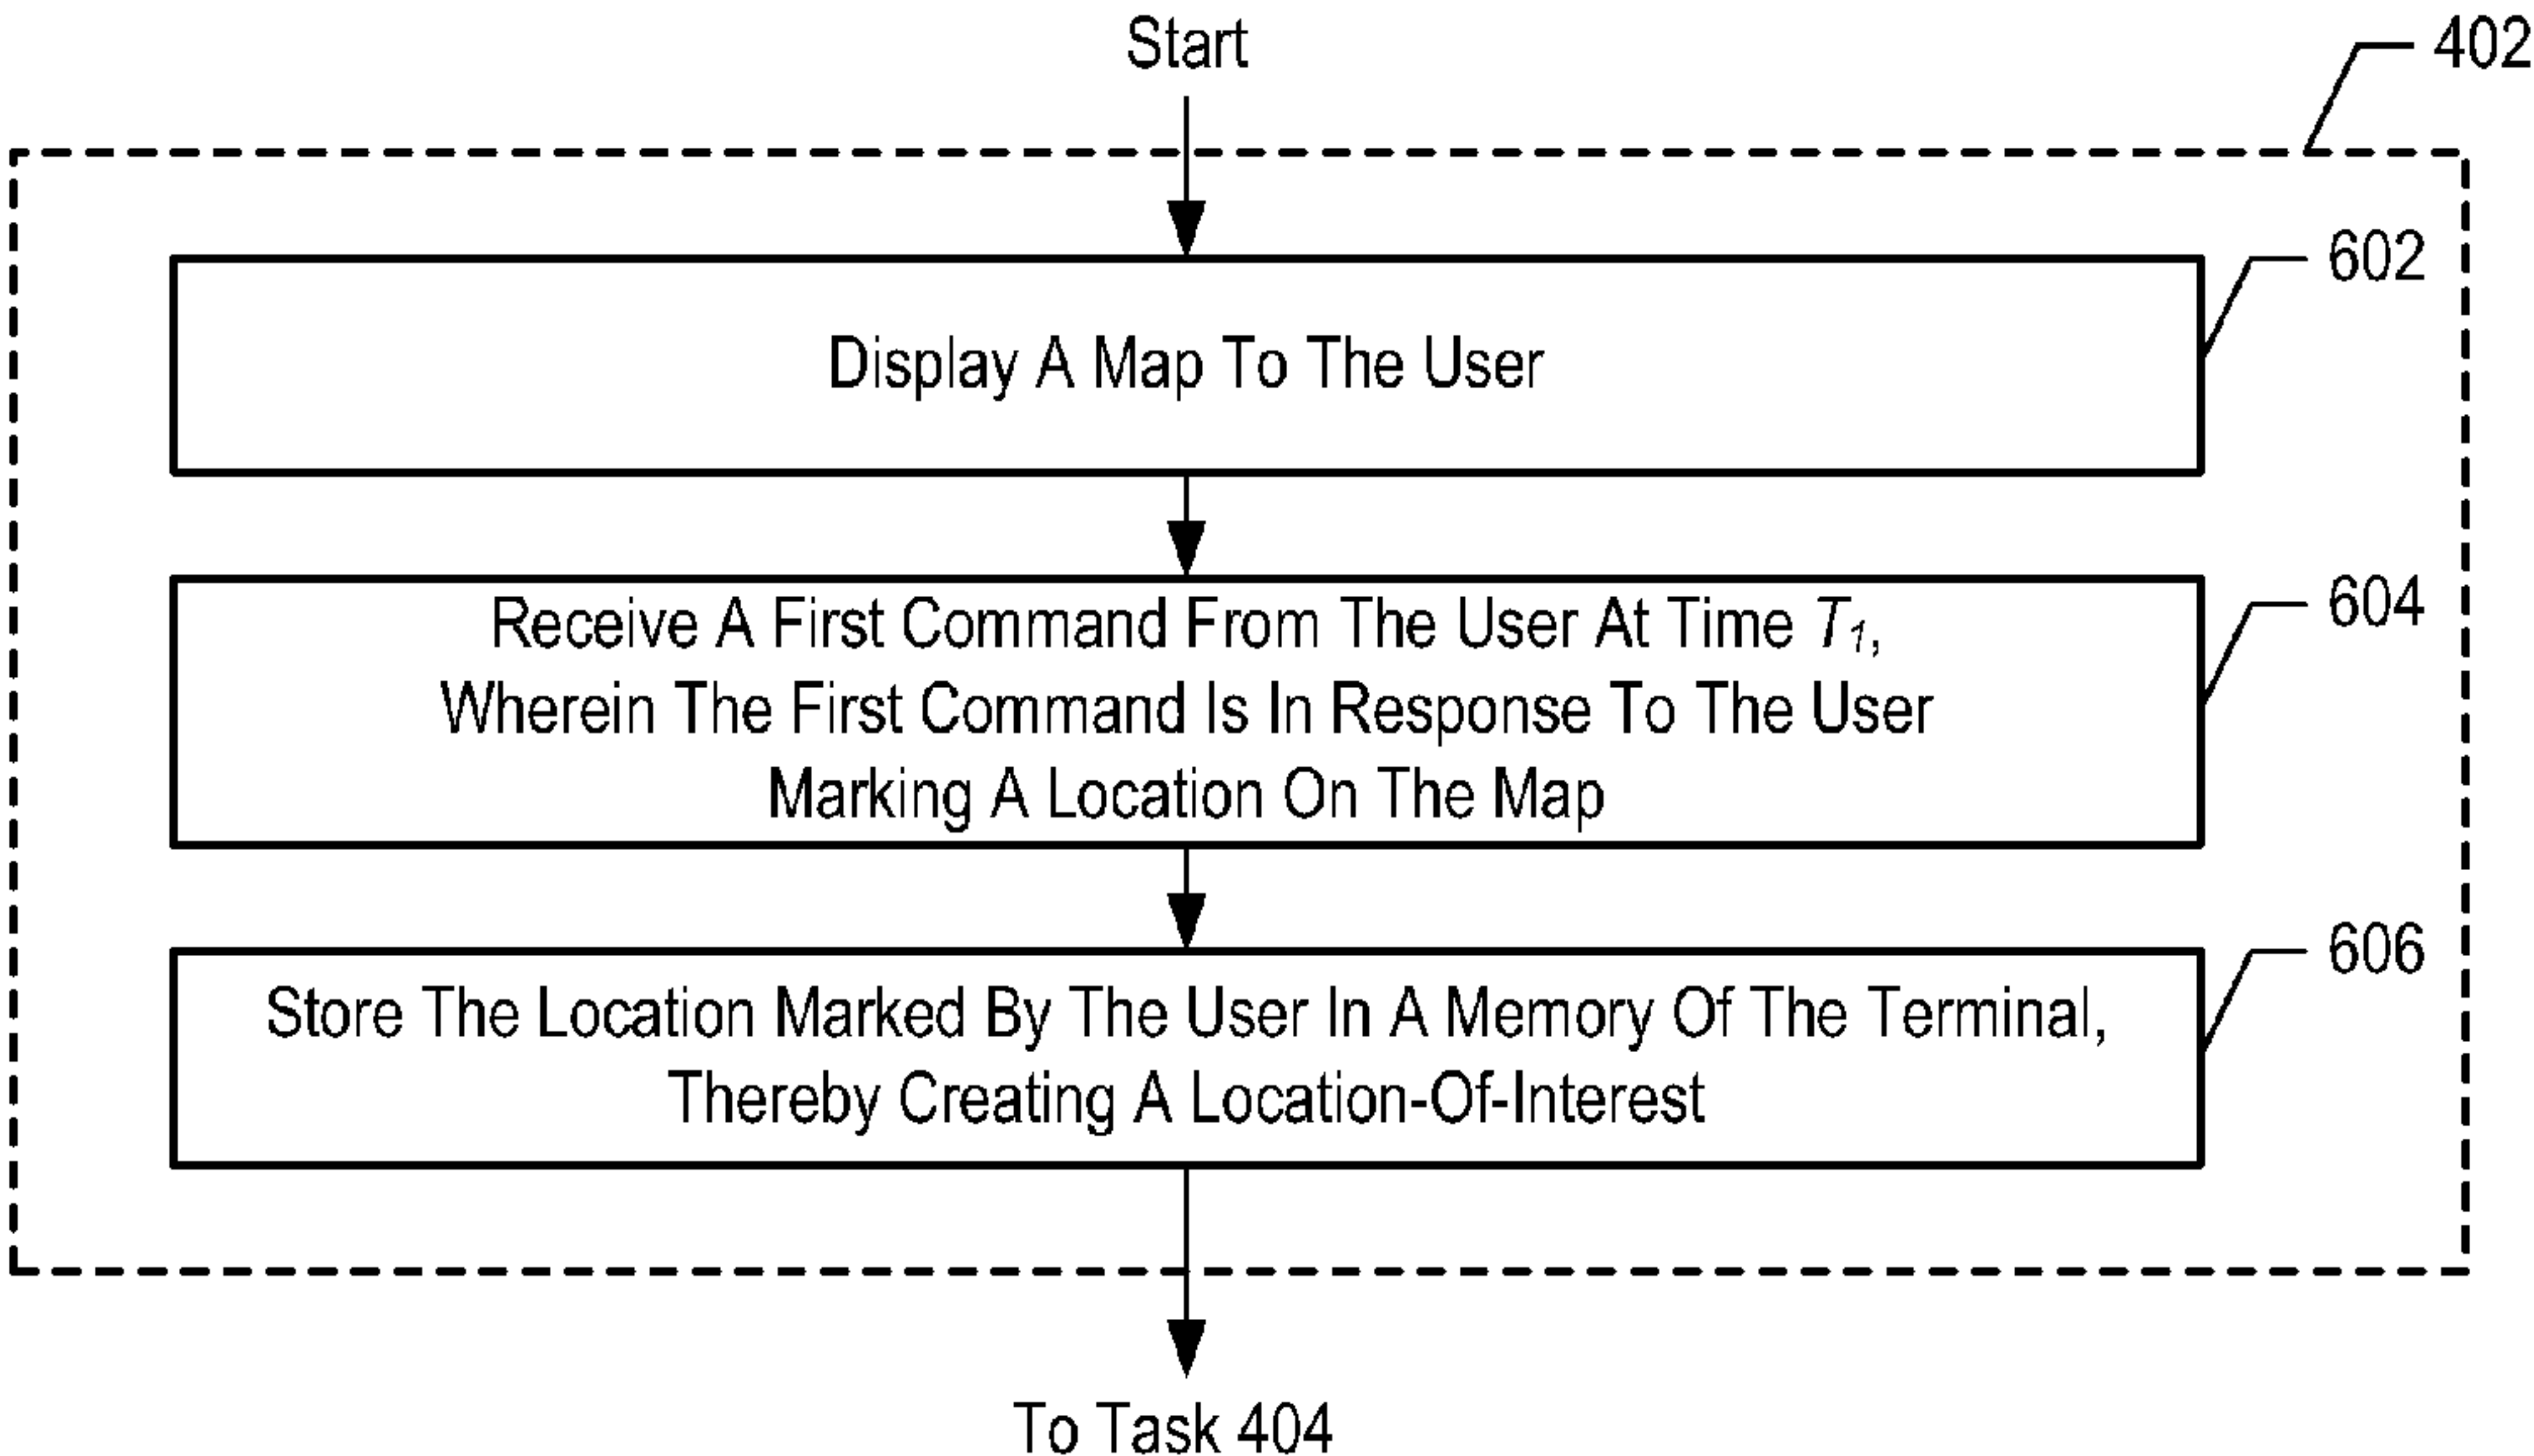 Start
402
602
Display A Map To The User
604
Receive A First Command From The User At Time T1,
Wherein The First Command Is In Response To The User
Marking A Location On The Map
606
Store The Location Marked By The User In A Memory Of The Terminal,
Thereby Creating A Location-Of-Interest
To Task 404